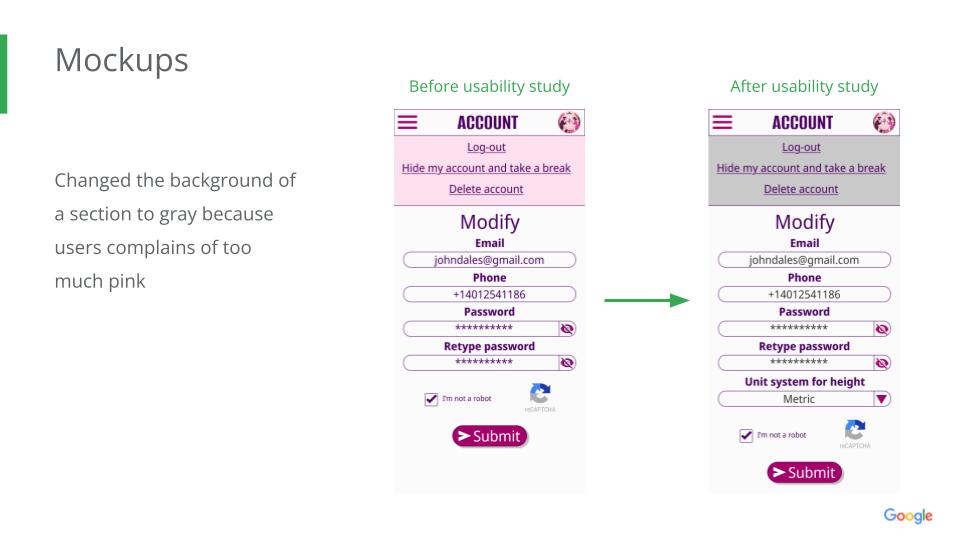 Mockups
Changed the background of
a section to gray because
users complains of too
much pink
Before usability study
ACCOUNT
Log-out
Hide my account and take a break
Delete account
Modify
Email
johndales@gmail.com
Phone
+14012541186
Password
**********
Retype password
**********
I'm not a robot
reCAPTCHA
Submit
After usability study
ACCOUNT
Log-out
Hide my account and take a break
Delete account
Modify
Email
johndales@gmail.com
Phone
+14012541186
Password
**********
Retype password
**********
Unit system for height
Metric
I'm not a robot
reCAPTCHA
Submit
Google